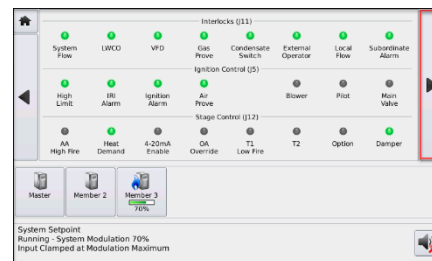 Interlocks (J11)
System Flow
LWCO
VFD
Gas Prove
Condensate Switch
External Operator
Local Flow
Subordinate Alarm
Ignition Control (J5)
High Limit
IRI Alarm
Ignition Alarm
Air Prove
Blower
Pilot
Main Valve
Stage Control (J12)
AA High Fire
Heat Demand
4-20mA Enable
OA Override
T1 Low Fire
T2
Option
Damper
Master
Member 2
Member 3
70%
System Setpoint
Running - System Modulation 70%
Input Clamped at Modulation Maximum